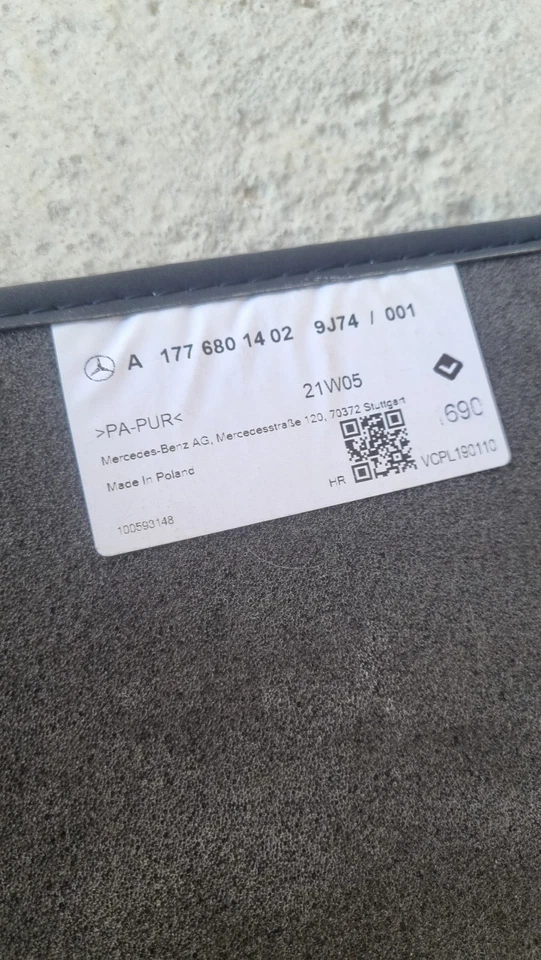 A 177 680 14 02 9J74 / 001
21W05
>PA-PUR<
Mercedes-Benz AG, Mercedesstraße 120, 70372 Stuttgart
690
Made In Poland
HR
VCPL190110
100593148